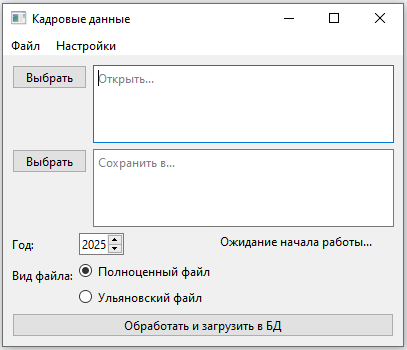 Кадровые данные
Файл Настройки
Выбрать Открыть...
Выбрать Сохранить в...
Год: 2025 Ожидание начала работы...
Вид файла: Полноценный файл
Ульяновский файл
Обработать и загрузить в БД